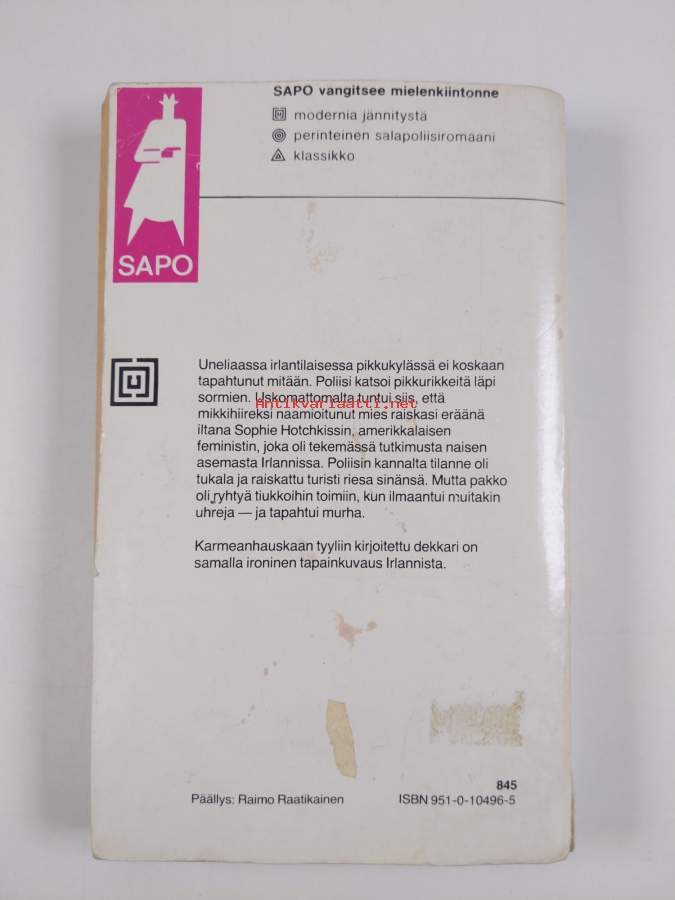 SAPO vangitsee mielenkiintonne
modernia jännitystä
perinteinen salapoliisiromaani
klassikko
SAPO
Uneliaassa irlantilaisessa pikkukylässä ei koskaan
tapahtunut mitään. Poliisi katsoi pikkurikkeitä läpi
sormien. Uskomattomalta tuntui siis, että
Antikvariaatti.net
mikkihiireksi naamioitunut mies raiskasi eräänä
iltana Sophie Hotchkissin, amerikkalaisen
feministin, joka oli tekemässä tutkimusta naisen
asemasta Irlannissa. Poliisin kannalta tilanne oli
tukala ja raiskattu turisti riesa sinänsä. Mutta pakko
oli ryhtyä tiukkoihin toimiin, kun ilmaantui muitakin
uhreja — ja tapahtui murha.
Karmeanhauskaan tyyliin kirjoitettu dekkari on
samalla ironinen tapainkuvaus Irlannista.
845
Päällys: Raimo Raatikainen ISBN 951-0-10496-5